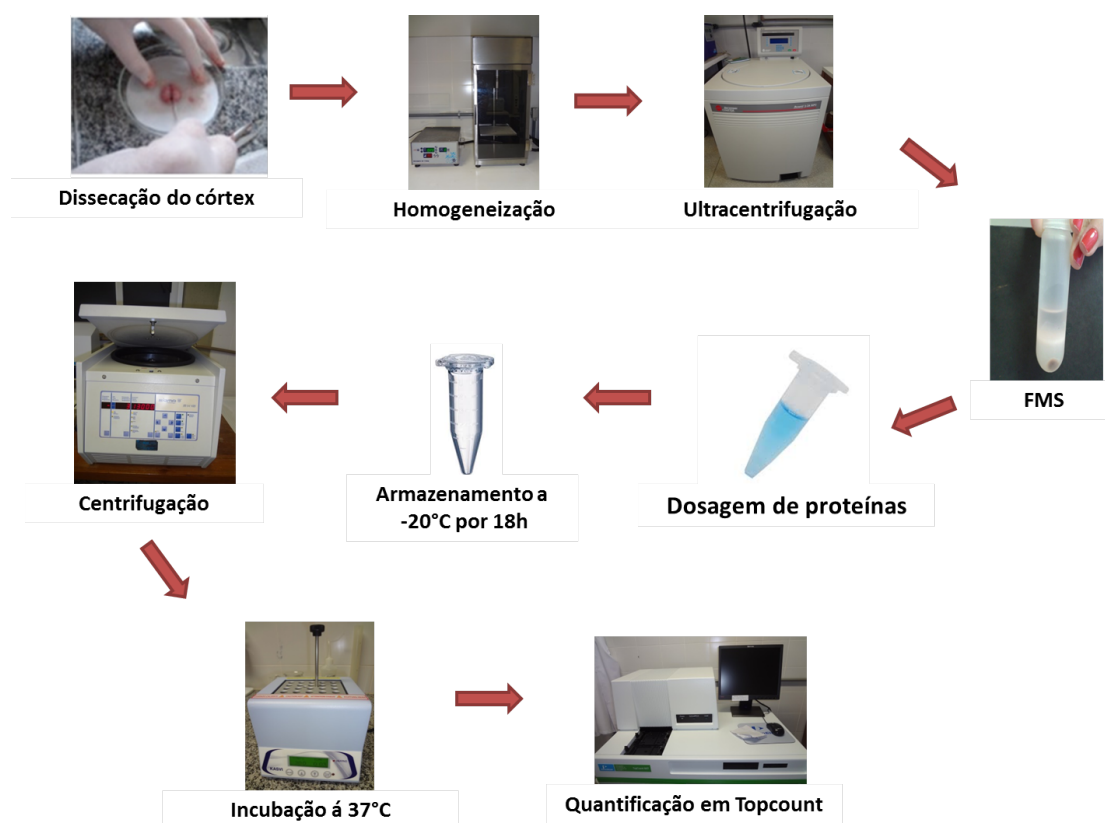 Dissecação do córtex
Homogeneização
Ultracentrifugação
FMS
Dosagem de proteínas
Armazenamento a
-20°C por 18h
Centrifugação
Incubação á 37°C
Quantificação em Topcount